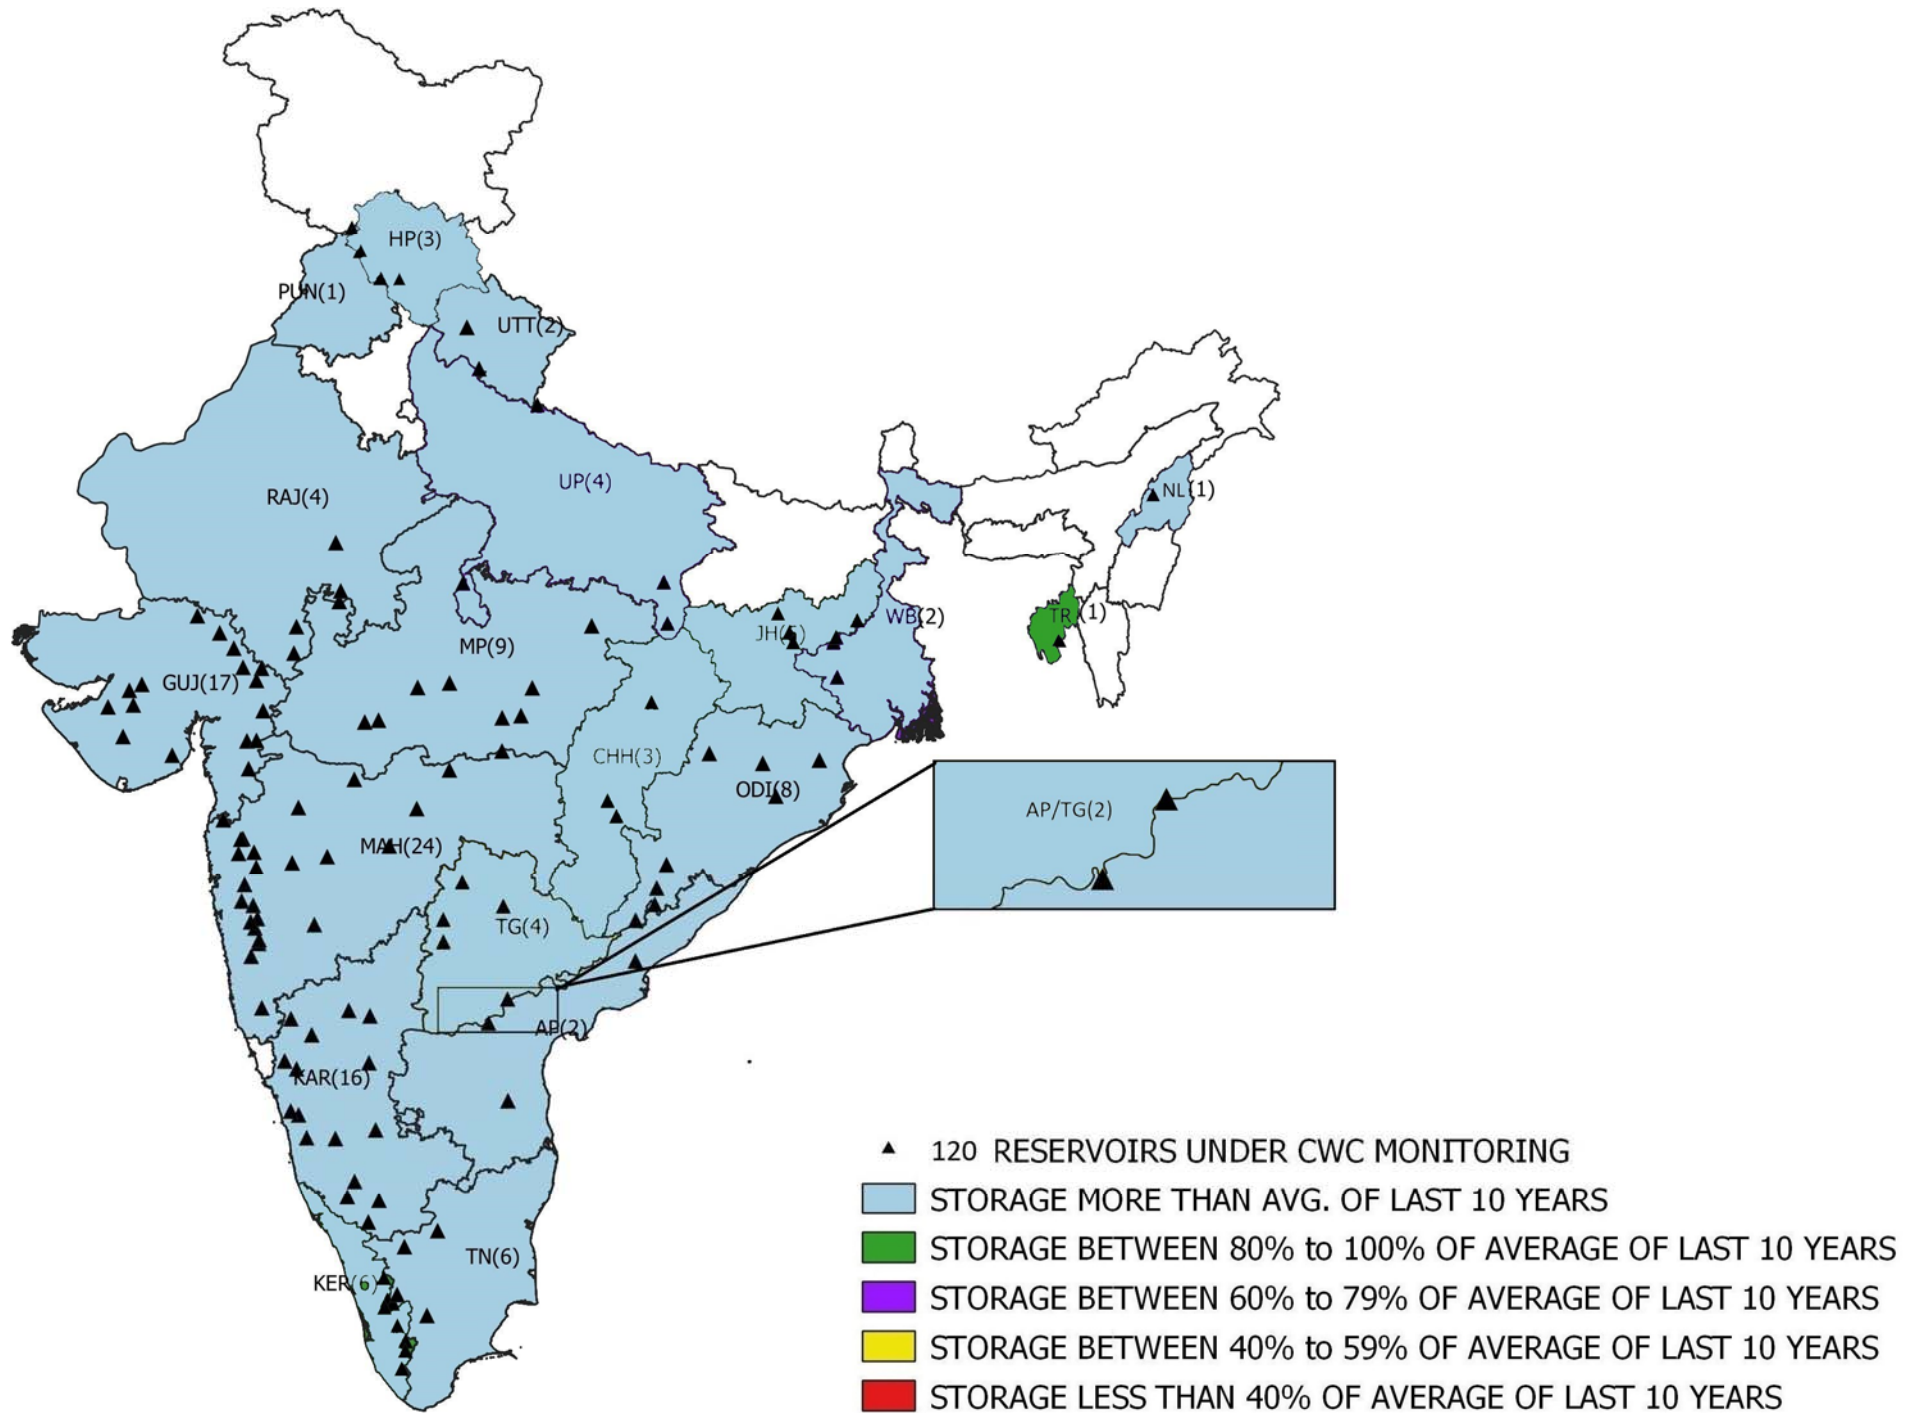 HP(3)
PUN(1)
UTT(2)
UP(4)
NL(1)
RAJ(4)
TR (1)
WB(2)
JH(5)
MP(9)
GUJ(17)
CHH(3)
ODI(8)
AP/TG(2)
MAH(24)
TG(4)
AP(2)
KAR(16)
TN(6)
KER(6)
120 RESERVOIRS UNDER CWC MONITORING
STORAGE MORE THAN AVG. OF LAST 10 YEARS
STORAGE BETWEEN 80% to 100% OF AVERAGE OF LAST 10 YEARS
STORAGE BETWEEN 60% to 79% OF AVERAGE OF LAST 10 YEARS
STORAGE BETWEEN 40% to 59% OF AVERAGE OF LAST 10 YEARS
STORAGE LESS THAN 40% OF AVERAGE OF LAST 10 YEARS